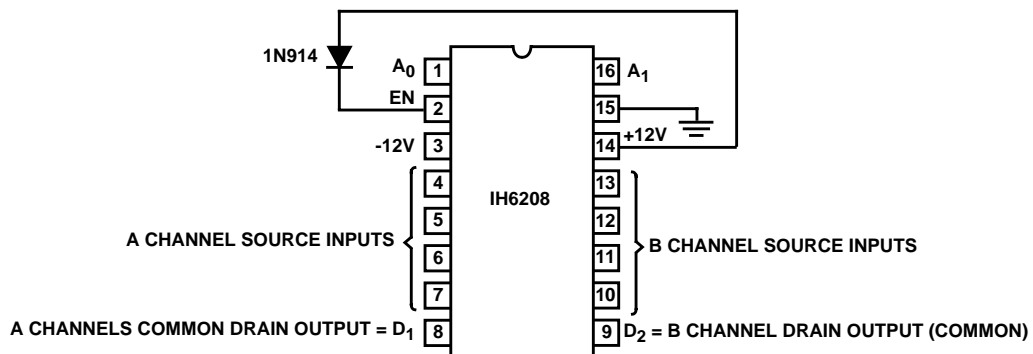 1N914
A0 1 16 A1
EN 2 15
-12V 3 14 +12V
4 13
IH6208
5 12
A CHANNEL SOURCE INPUTS B CHANNEL SOURCE INPUTS
6 11
7 10
A CHANNELS COMMON DRAIN OUTPUT = D1 8 9 D2 = B CHANNEL DRAIN OUTPUT (COMMON)